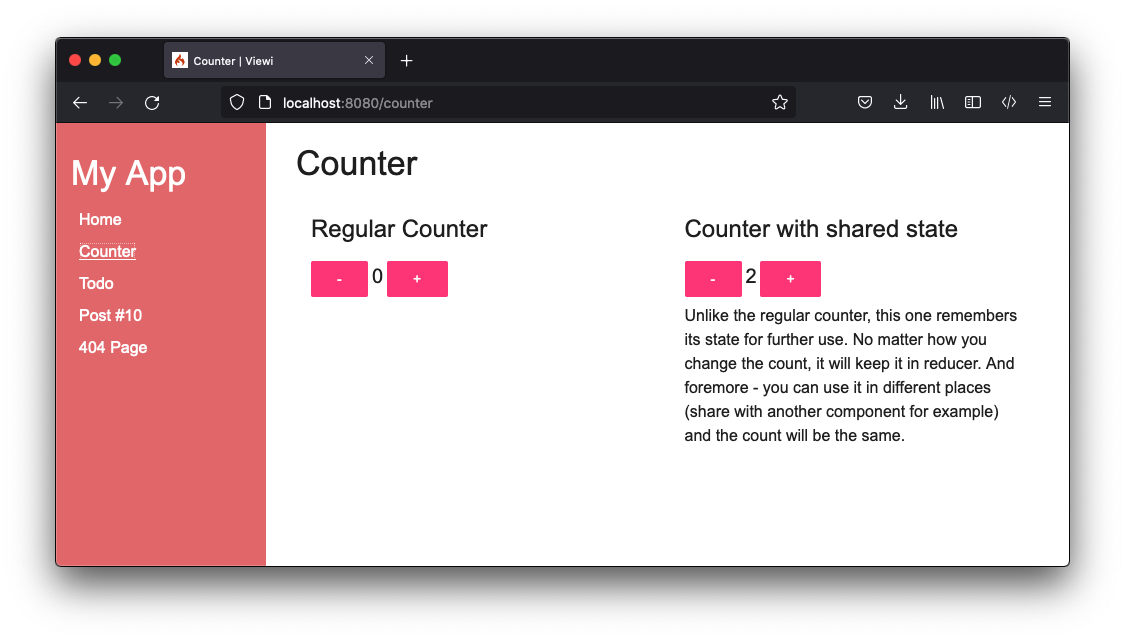 Counter | Viewi
localhost:8080/counter
My App
Home
Counter
Todo
Post #10
404 Page
Counter
Regular Counter
- 0 +
Counter with shared state
- 2 +
Unlike the regular counter, this one remembers
its state for further use. No matter how you
change the count, it will keep it in reducer. And
foremore - you can use it in different places
(share with another component for example)
and the count will be the same.